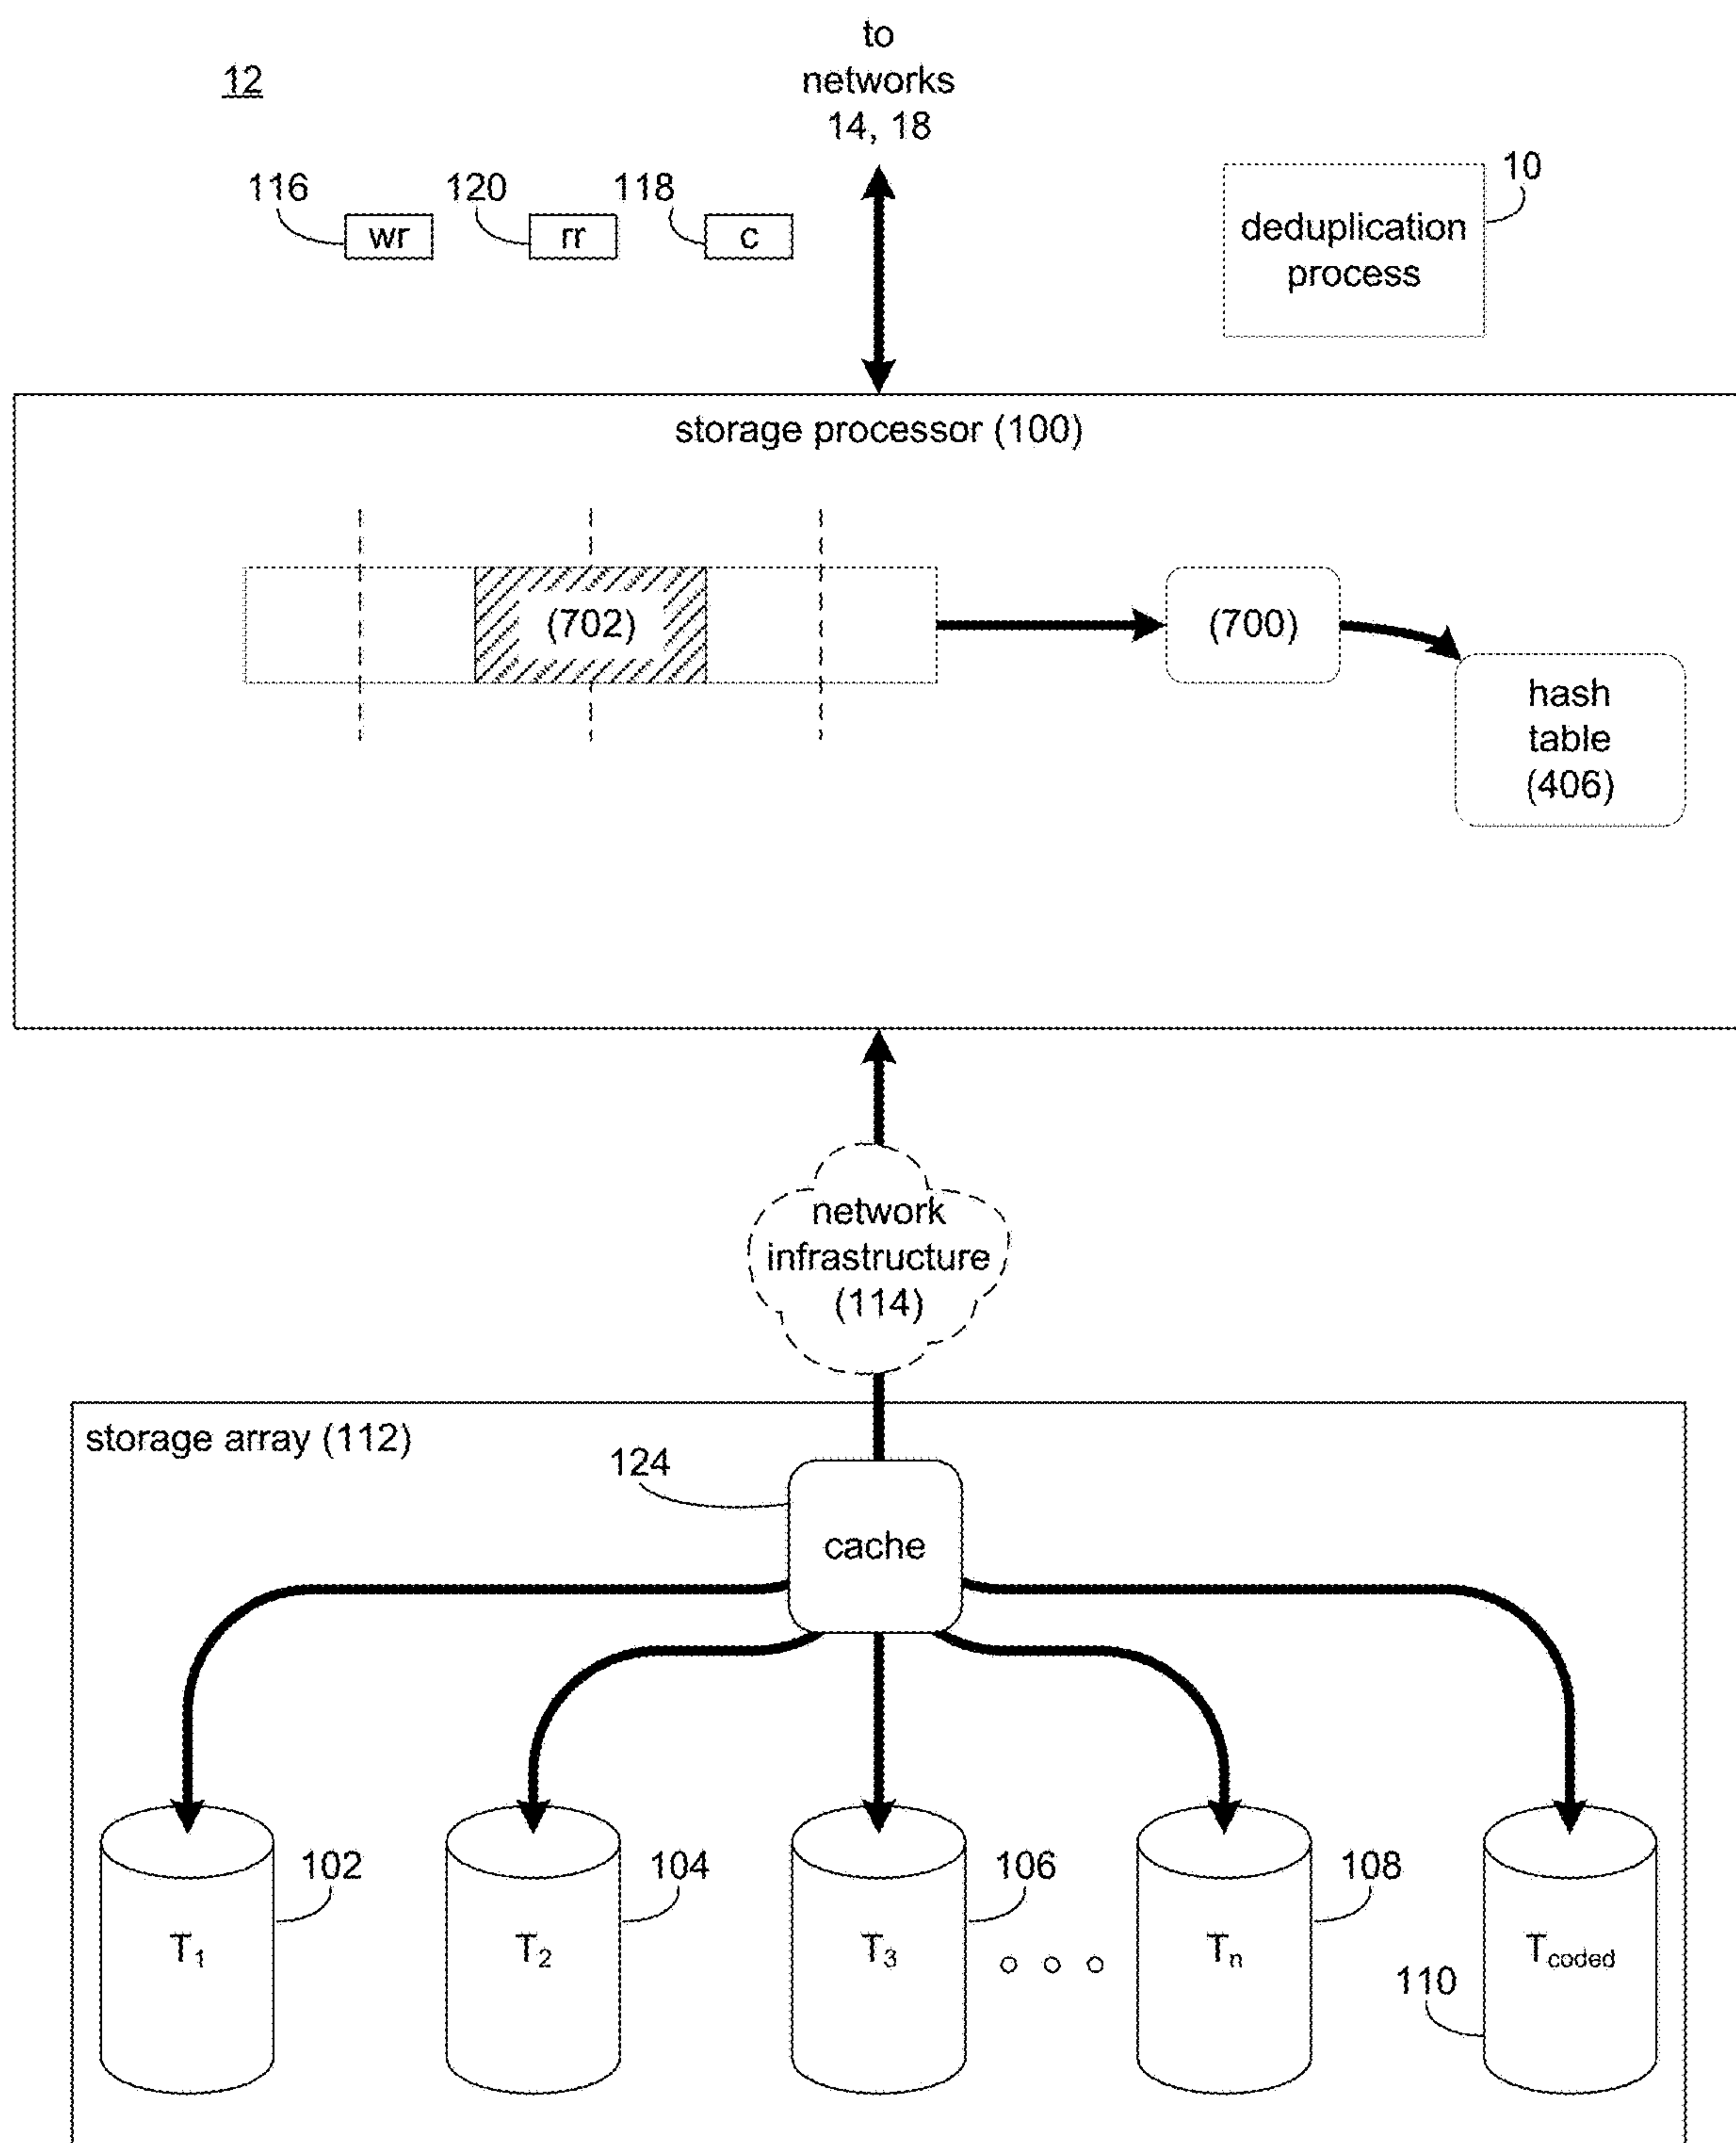 to
networks
14, 18
12
116
120
118
10
wr
rr
c
deduplication
process
storage processor (100)
(702)
(700)
hash
table
(406)
network
infrastructure
(114)
storage array (112)
124
cache
102
104
106
108
T1
T2
T3
Tn
Tcoded
110